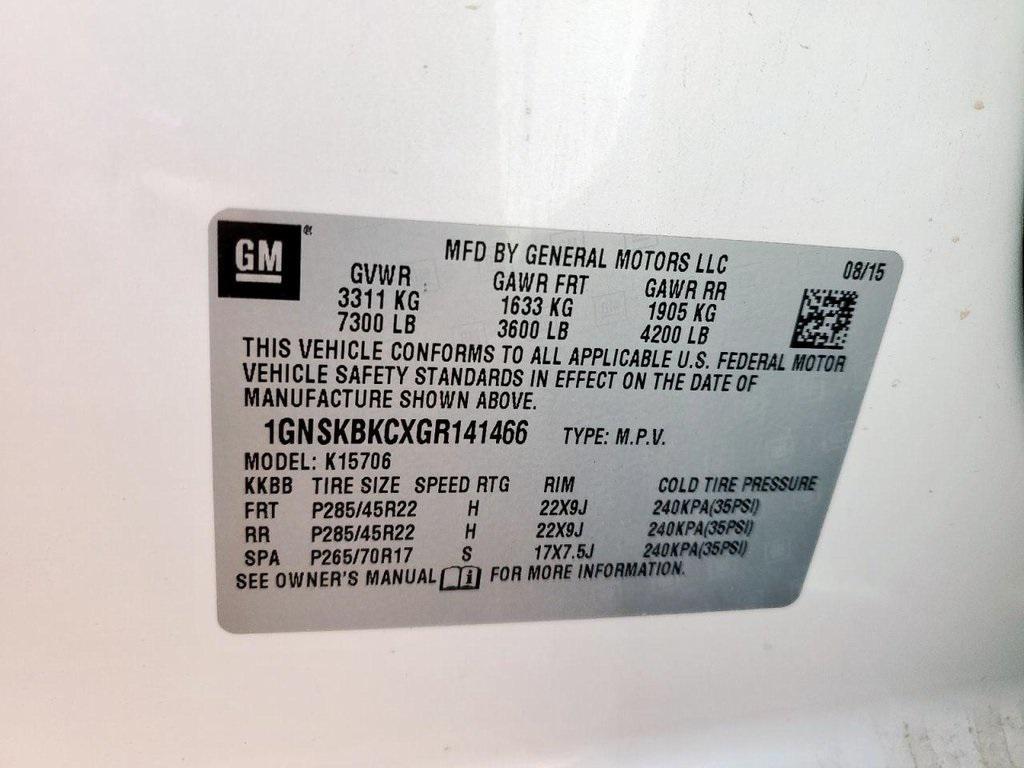 GM®
MFD BY GENERAL MOTORS LLC 08/15
GVWR GAWR FRT GAWR RR
3311 KG 1633 KG 1905 KG
7300 LB 3600 LB 4200 LB
THIS VEHICLE CONFORMS TO ALL APPLICABLE U.S. FEDERAL MOTOR
VEHICLE SAFETY STANDARDS IN EFFECT ON THE DATE OF
MANUFACTURE SHOWN ABOVE.
1GNSKBKCXGR141466 TYPE: M.P.V.
MODEL: K15706
KKBB TIRE SIZE SPEED RTG RIM COLD TIRE PRESSURE
FRT P285/45R22 H 22X9J 240KPA(35PSI)
RR P285/45R22 H 22X9J 240KPA(35PSI)
SPA P265/70R17 S 17X7.5J 240KPA(35PSI)
SEE OWNER'S MANUAL i FOR MORE INFORMATION.